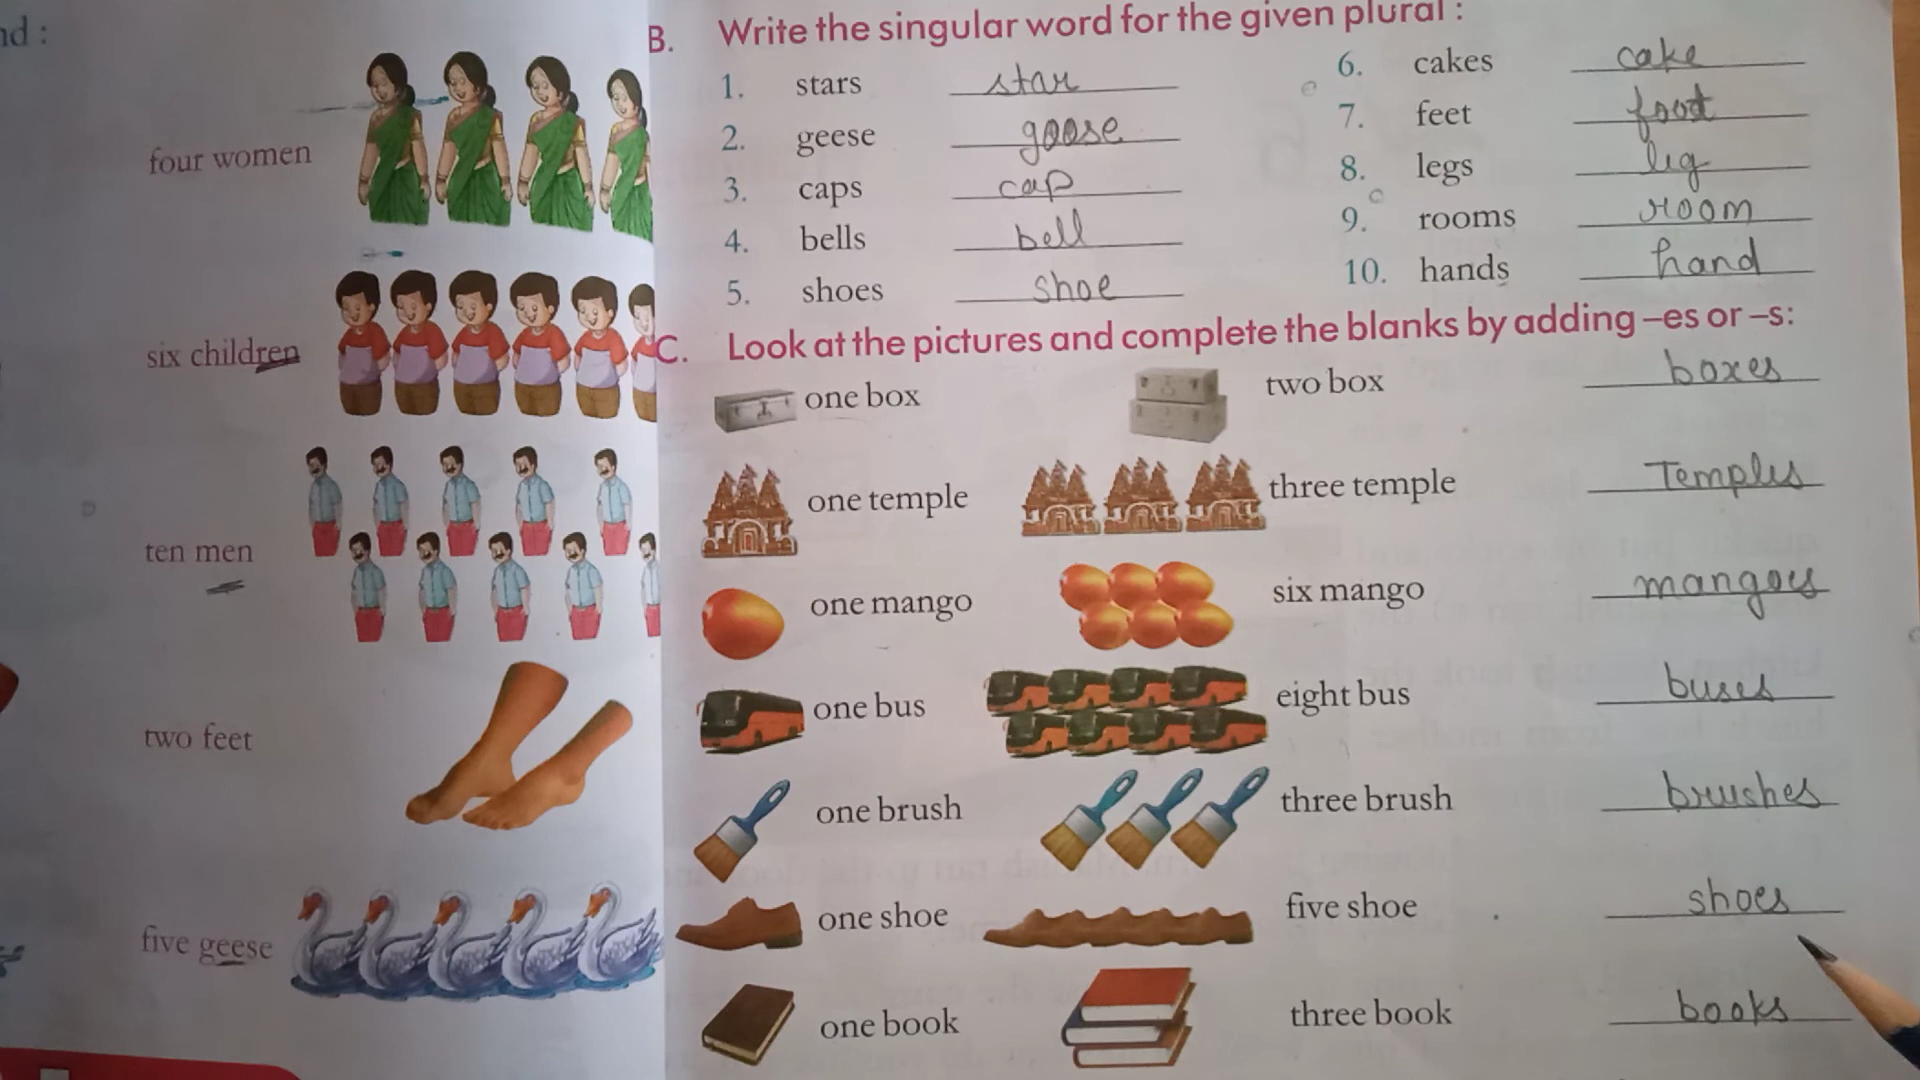 nd :
four women
six children
ten men
two feet
five geese
B. Write the singular word for the given plural :
1. stars star
2. geese goose
3. caps cap
4. bells bell
5. shoes shoe
6. cakes cake
7. feet foot
8. legs leg
9. rooms room
10. hands hand
C. Look at the pictures and complete the blanks by adding –es or –s:
one box two box boxes
one temple three temple Temples
one mango six mango mangoes
one bus eight bus buses
one brush three brush brushes
one shoe five shoe shoes
one book three book books